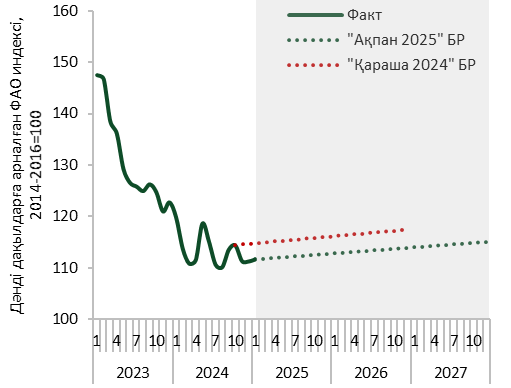 160
150
140
130
120
110
100
Дәнді дақылдарға арналған ФАО индексі,
2014-2016=100
Факт
"Ақпан 2025" БР
"Қараша 2024" БР
1 4 7 10 1 4 7 10 1 4 7 10 1 4 7 10 1 4 7 10
2023 2024 2025 2026 2027